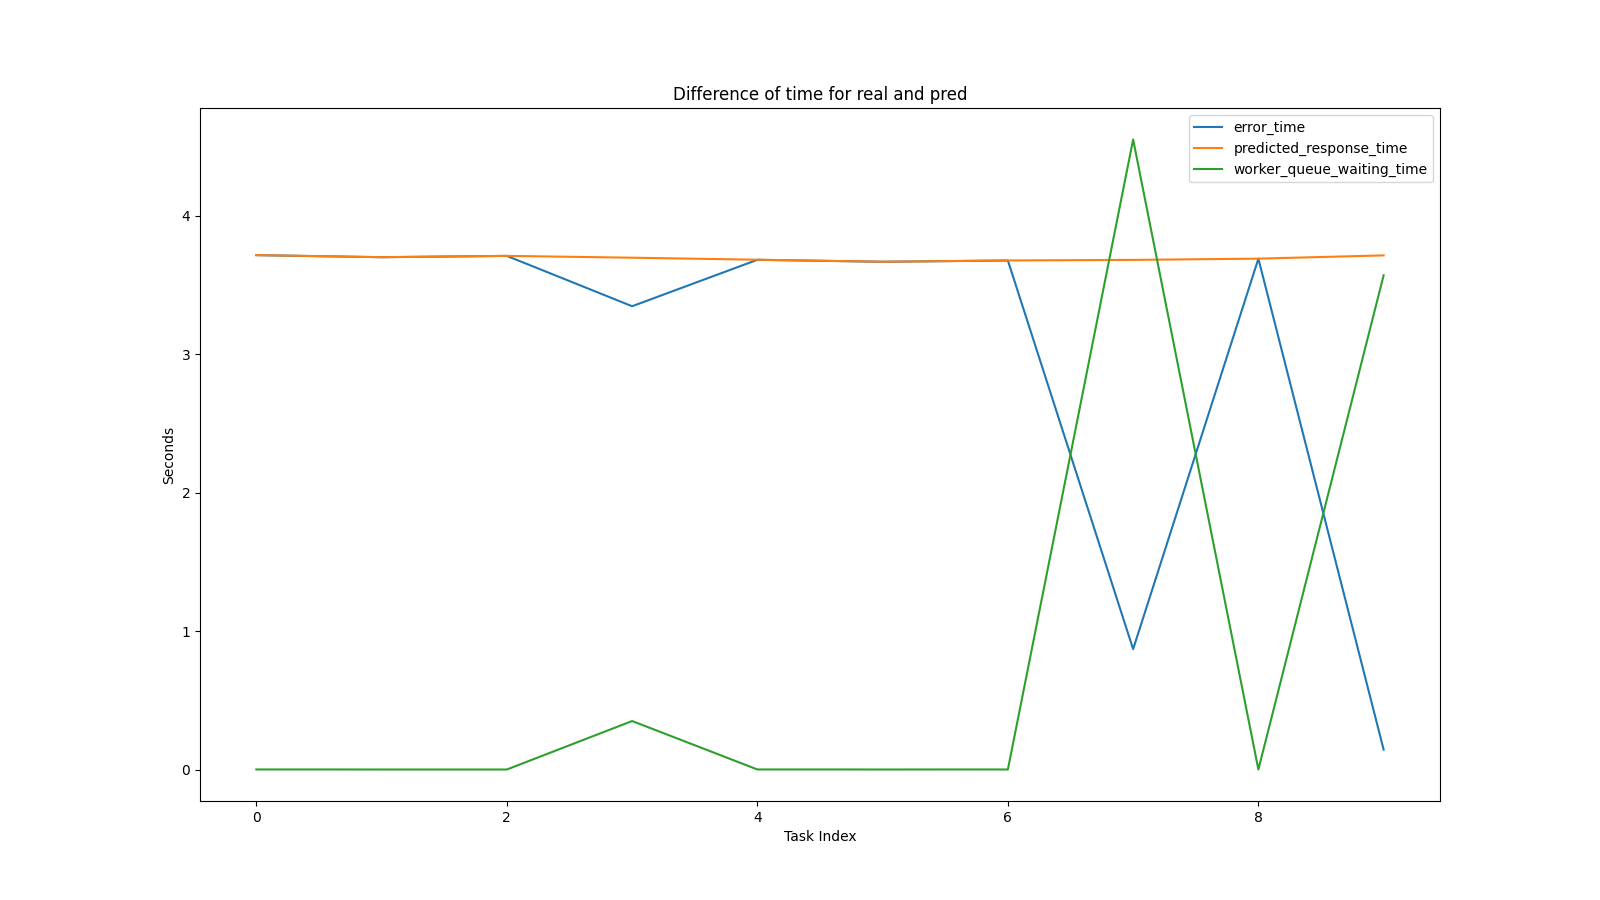 Difference of time for real and pred
error_time
predicted_response_time
worker_queue_waiting_time
4
3
2
1
0
Seconds
0 2 4 6 8
Task Index